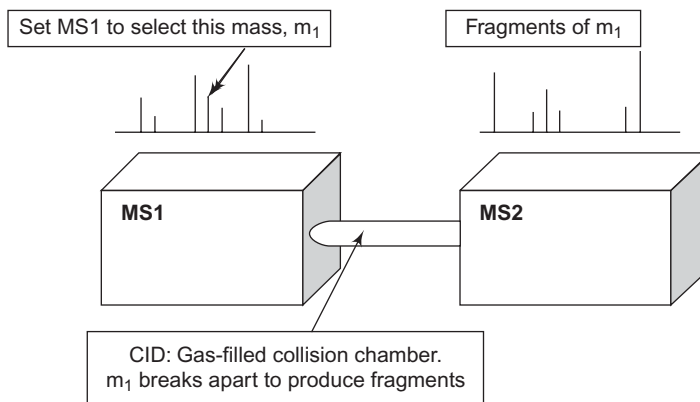 Set MS1 to select this mass, m₁
Fragments of m₁
MS1
MS2
CID: Gas-filled collision chamber.
m₁ breaks apart to produce fragments